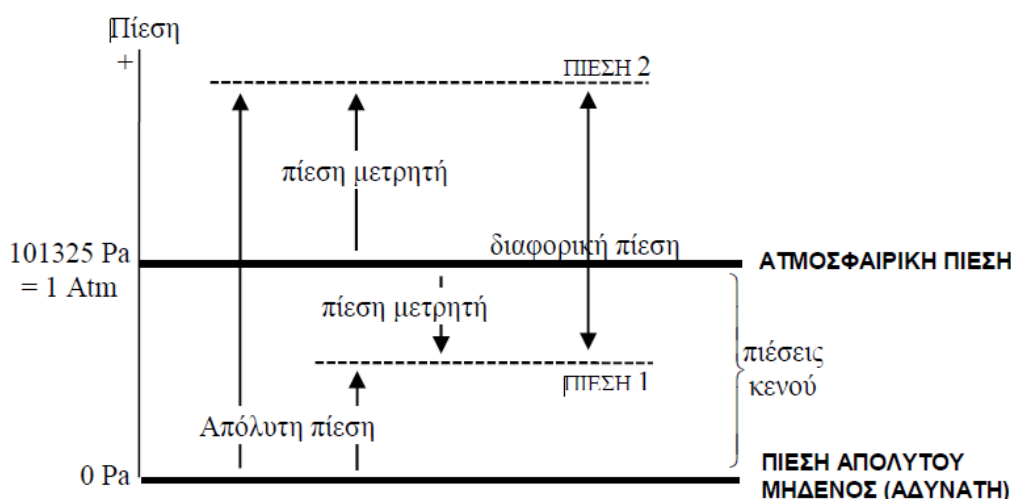 Πίεση
+
ΠΙΕΣΗ 2
πίεση μετρητή
101325 Pa
= 1 Atm
διαφορική πίεση
ΑΤΜΟΣΦΑΙΡΙΚΗ ΠΙΕΣΗ
πίεση μετρητή
ΠΙΕΣΗ 1
πιέσεις
κενού
Απόλυτη πίεση
0 Pa
ΠΙΕΣΗ ΑΠΟΛΥΤΟΥ
ΜΗΔΕΝΟΣ (ΑΔΥΝΑΤΗ)